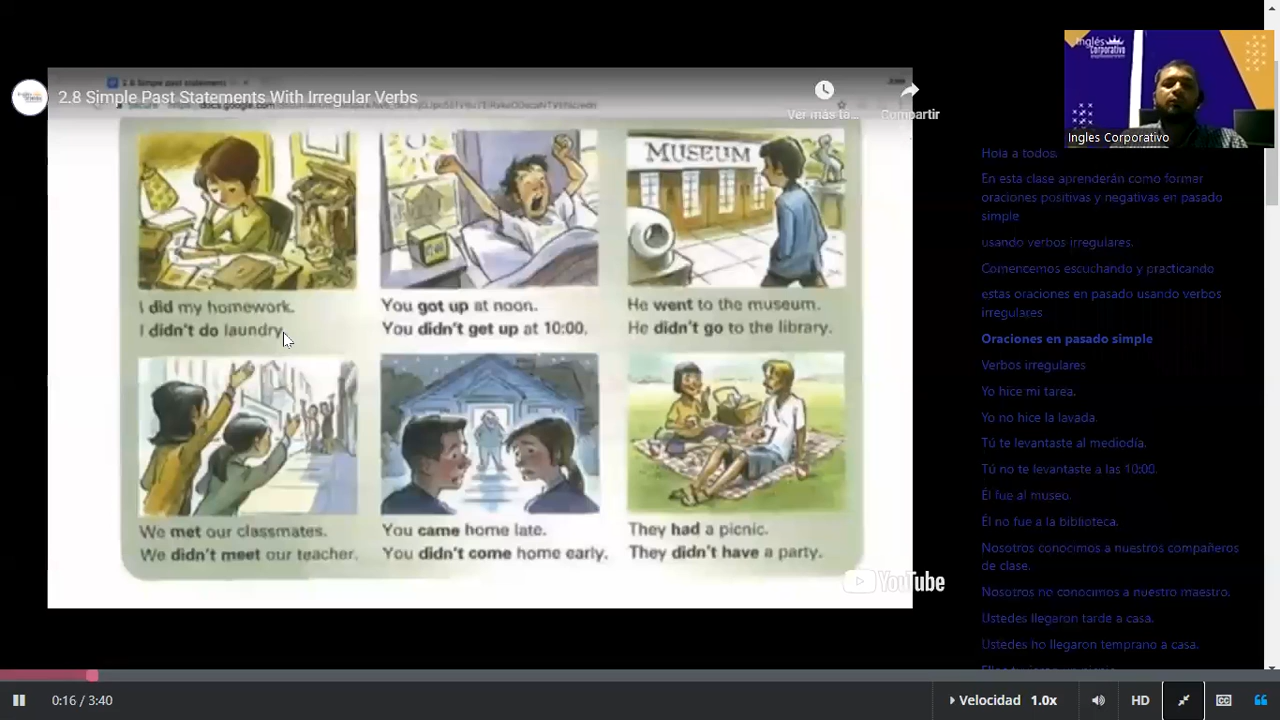 2.8 Simple Past Statements With Irregular Verbs
Ver más ta...
Compartir
MUSEUM
I did my homework.
I didn't do laundry.
You got up at noon.
You didn't get up at 10:00.
He went to the museum.
He didn't go to the library.
We met our classmates.
We didn't meet our teacher.
You came home late.
You didn't come home early.
They had a picnic.
They didn't have a party.
YouTube
Inglés
Corporativo
Ingles Corporativo
Hola a todos.
En esta clase aprenderán como formar
oraciones positivas y negativas en pasado
simple
usando verbos irregulares.
Comencemos escuchando y practicando
estas oraciones en pasado usando verbos
irregulares
Oraciones en pasado simple
Verbos irregulares
Yo hice mi tarea.
Yo no hice la lavada.
Tú te levantaste al mediodía.
Tú no te levantaste a las 10:00.
Él fue al museo.
Él no fue a la biblioteca.
Nosotros conocimos a nuestros compañeros
de clase.
Nosotros no conocimos a nuestro maestro.
Ustedes llegaron tarde a casa.
Ustedes ho llegaron temprano a casa.
Ellos tuvieron un picnic.
0:16 / 3:40
Velocidad 1.0x
HD
CC